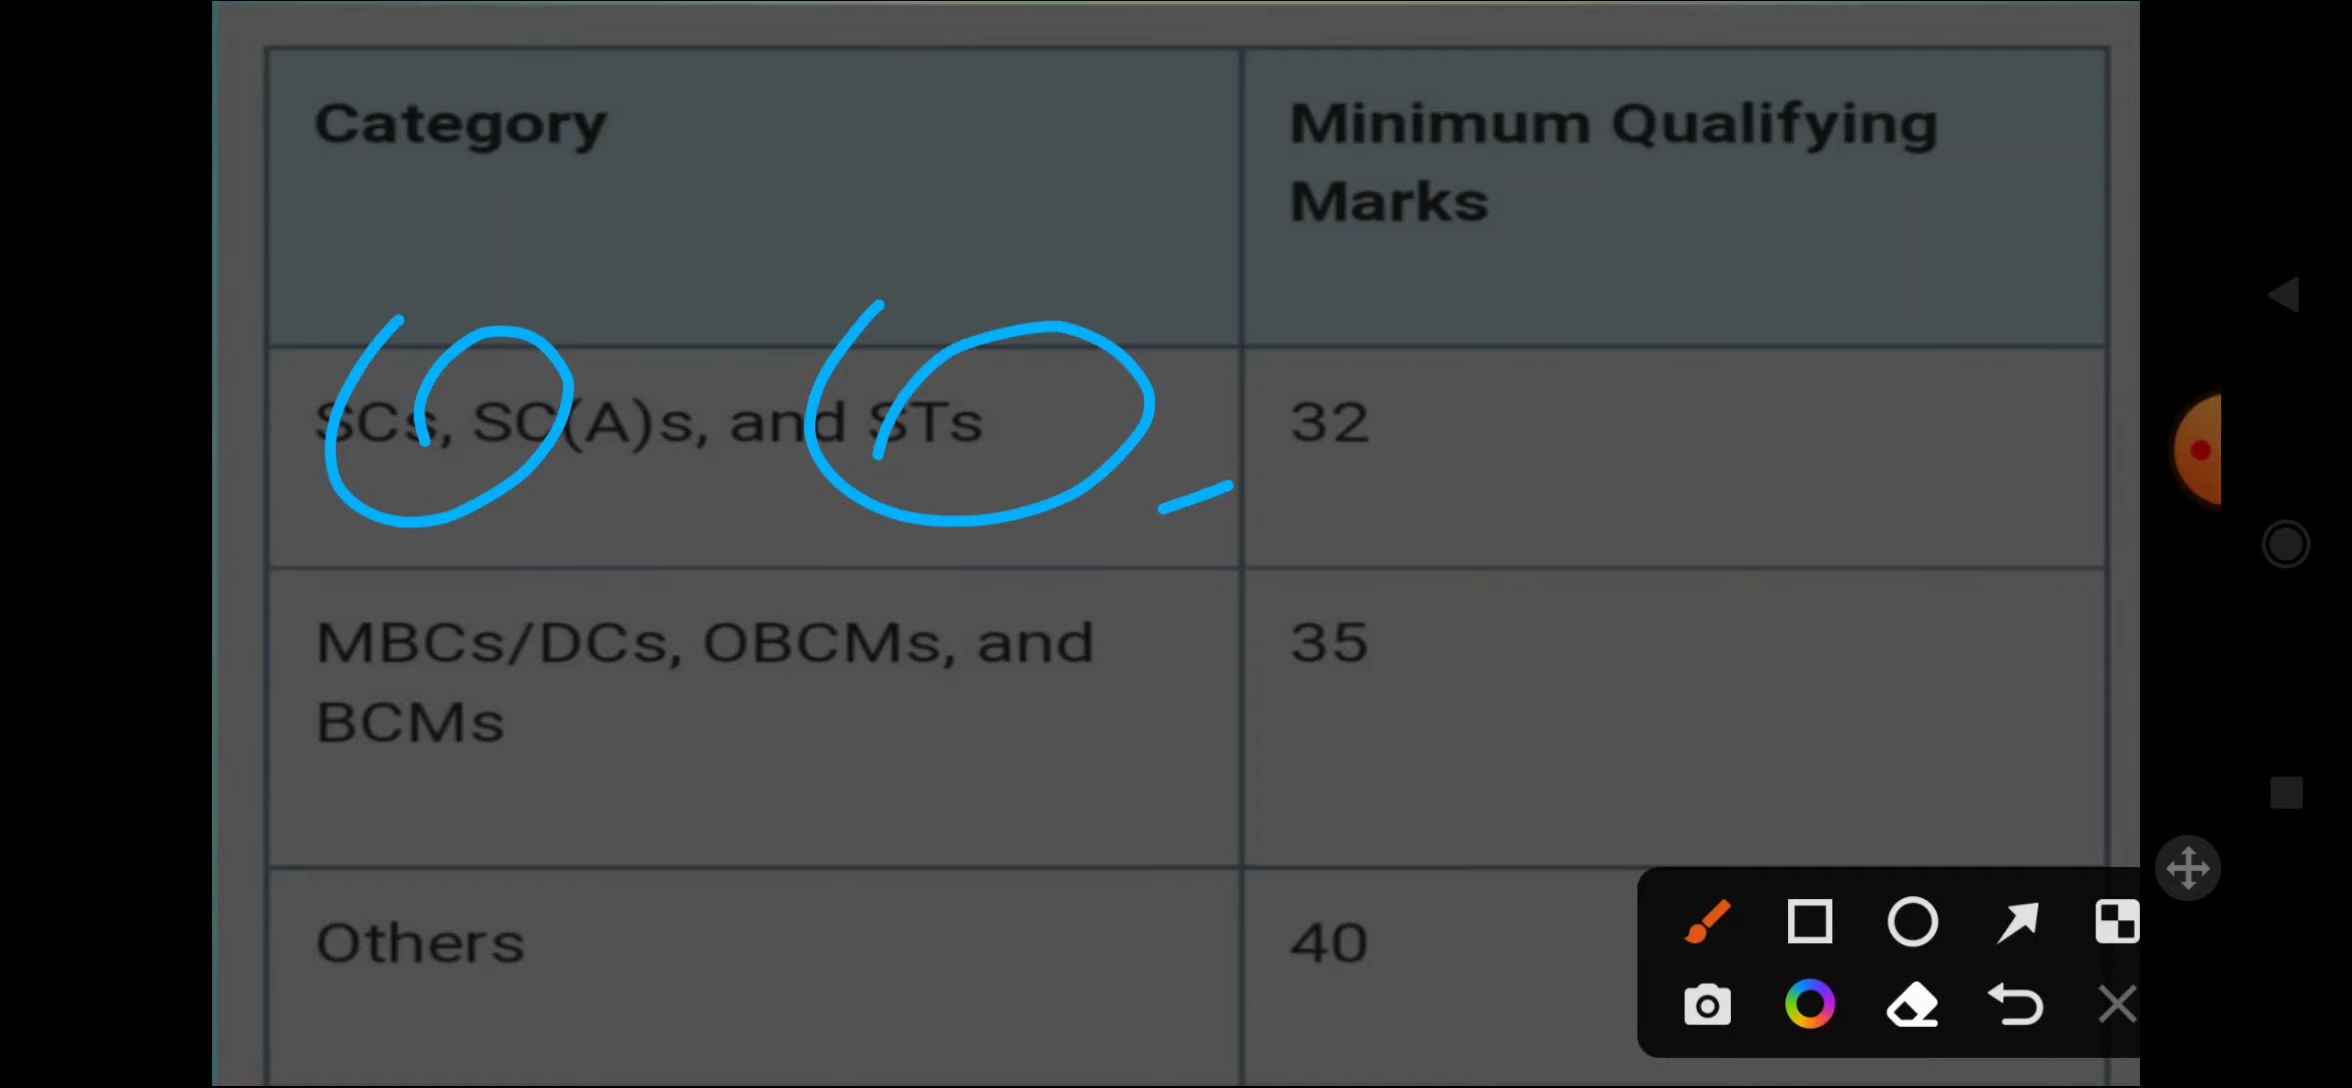 Category
Minimum Qualifying
Marks
SCs, SC(A)s, and STs
32
MBCs/DCs, OBCMs, and
BCMs
35
Others
40